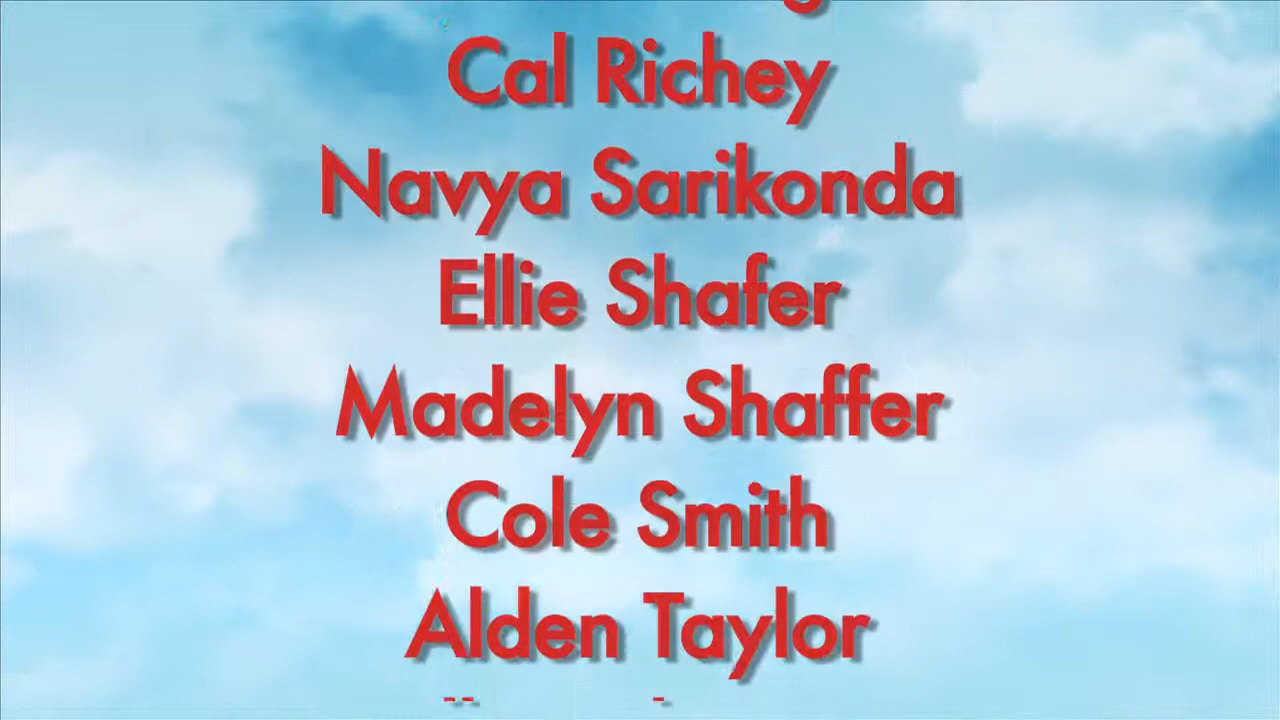 Cal Richey
Navya Sarikonda
Ellie Shafer
Madelyn Shaffer
Cole Smith
Alden Taylor